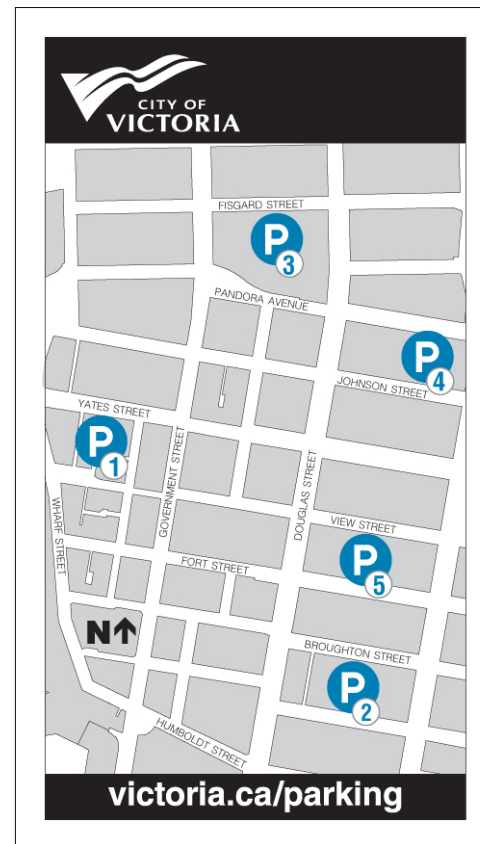 CITY OF
VICTORIA
FISGARD STREET
P
3
PANDORA AVENUE
P
4
JOHNSON STREET
YATES STREET
P
1
GOVERNMENT STREET
DOUGLAS STREET
WHARF STREET
VIEW STREET
P
5
FORT STREET
N
BROUGHTON STREET
P
2
HUMBOLDT STREET
victoria.ca/parking